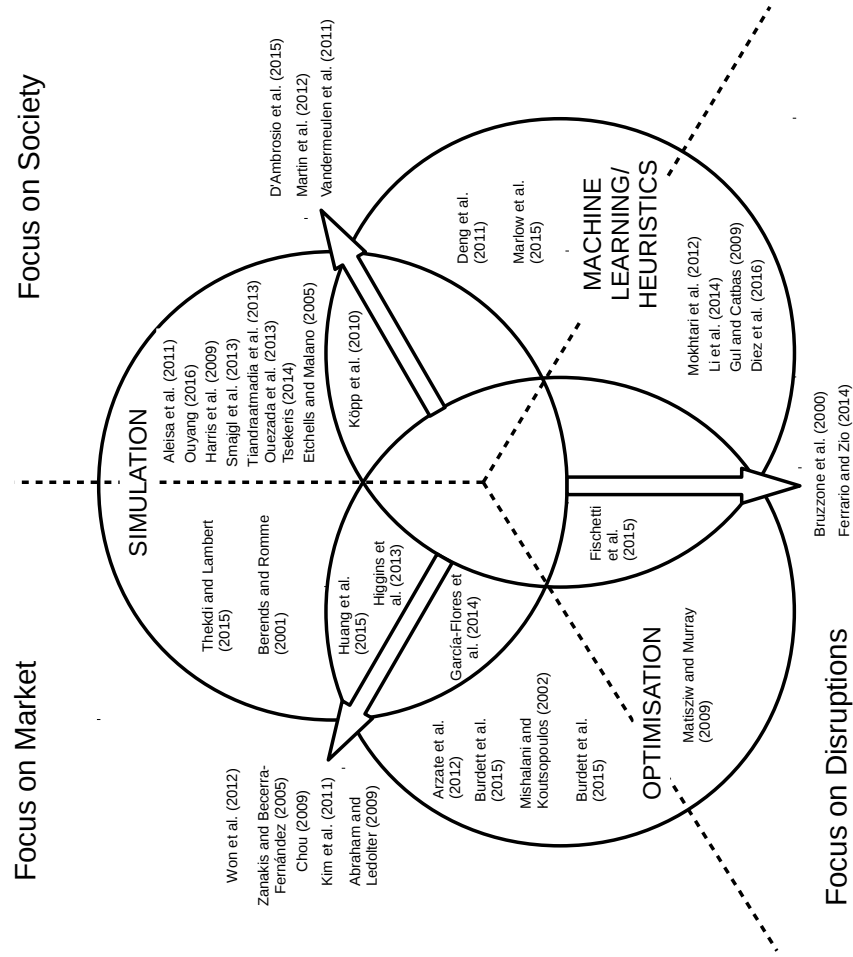 Focus on Market
Focus on Society
Focus on Disruptions
SIMULATION
OPTIMISATION
MACHINE
LEARNING/
HEURISTICS
Thekdi and Lambert
(2015)
Berends and Romme
(2001)
Aleisa et al. (2011)
Ouyang (2016)
Harris et al. (2009)
Smajgl et al. (2013)
Tiandraatmadia et al. (2013)
Quezada et al. (2013)
Tsekeris (2014)
Etchells and Malano (2005)
Köpp et al. (2010)
Huang et al.
(2015)
Higgins et
al. (2013)
García-Flores et
al. (2014)
Won et al. (2012)
Zanakis and Becerra-
Fernández (2005)
Chou (2009)
Kim et al. (2011)
Abraham and
Ledolter (2009)
D'Ambrosio et al. (2015)
Martin et al. (2012)
Vandermeulen et al. (2011)
Arzate et al.
(2012)
Burdett et al.
(2015)
Mishalani and
Koutsopoulos (2002)
Burdett et al.
(2015)
Matisziw and Murray
(2009)
Fischetti
et al.
(2015)
Deng et al.
(2011)
Marlow et al.
(2015)
Mokhtari et al. (2012)
Li et al. (2014)
Gul and Catbas (2009)
Diez et al. (2016)
Bruzzone et al. (2000)
Ferrario and Zio (2014)